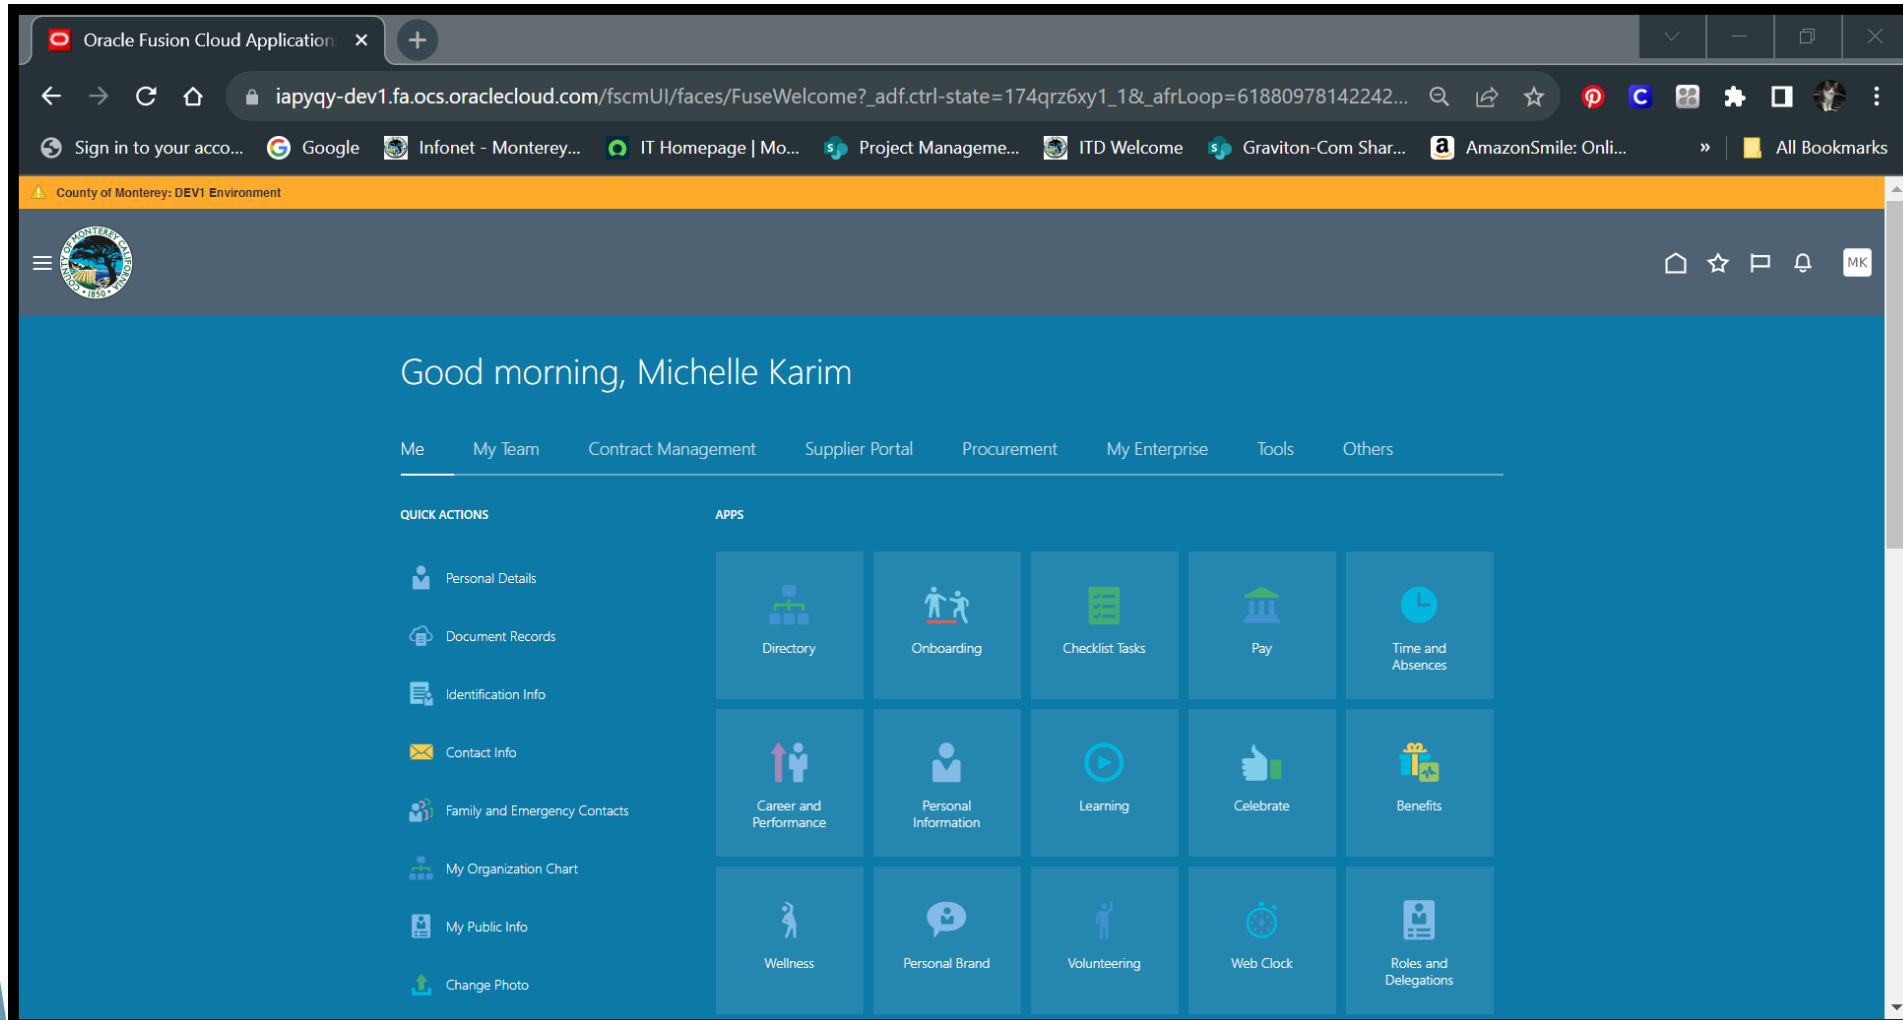 Oracle Fusion Cloud Application
iapyqy-dev1.fa.ocs.oraclecloud.com/fscmUI/faces/FuseWelcome?_adf.ctrl-state=174qrz6xy1_1&_afrLoop=61880978142242...
Sign in to your acco... Google Infonet - Monterey... IT Homepage | Mo... Project Manageme... ITD Welcome Graviton-Com Shar... AmazonSmile: Onli... » All Bookmarks
County of Monterey: DEV1 Environment
COUNTY OF MONTEREY CALIFORNIA
1850
MK
Good morning, Michelle Karim
Me My Team Contract Management Supplier Portal Procurement My Enterprise Tools Others
QUICK ACTIONS
Personal Details
Document Records
Identification Info
Contact Info
Family and Emergency Contacts
My Organization Chart
My Public Info
Change Photo
APPS
Directory
Onboarding
Checklist Tasks
Pay
Time and
Absences
Career and
Performance
Personal
Information
Learning
Celebrate
Benefits
Wellness
Personal Brand
Volunteering
Web Clock
Roles and
Delegations